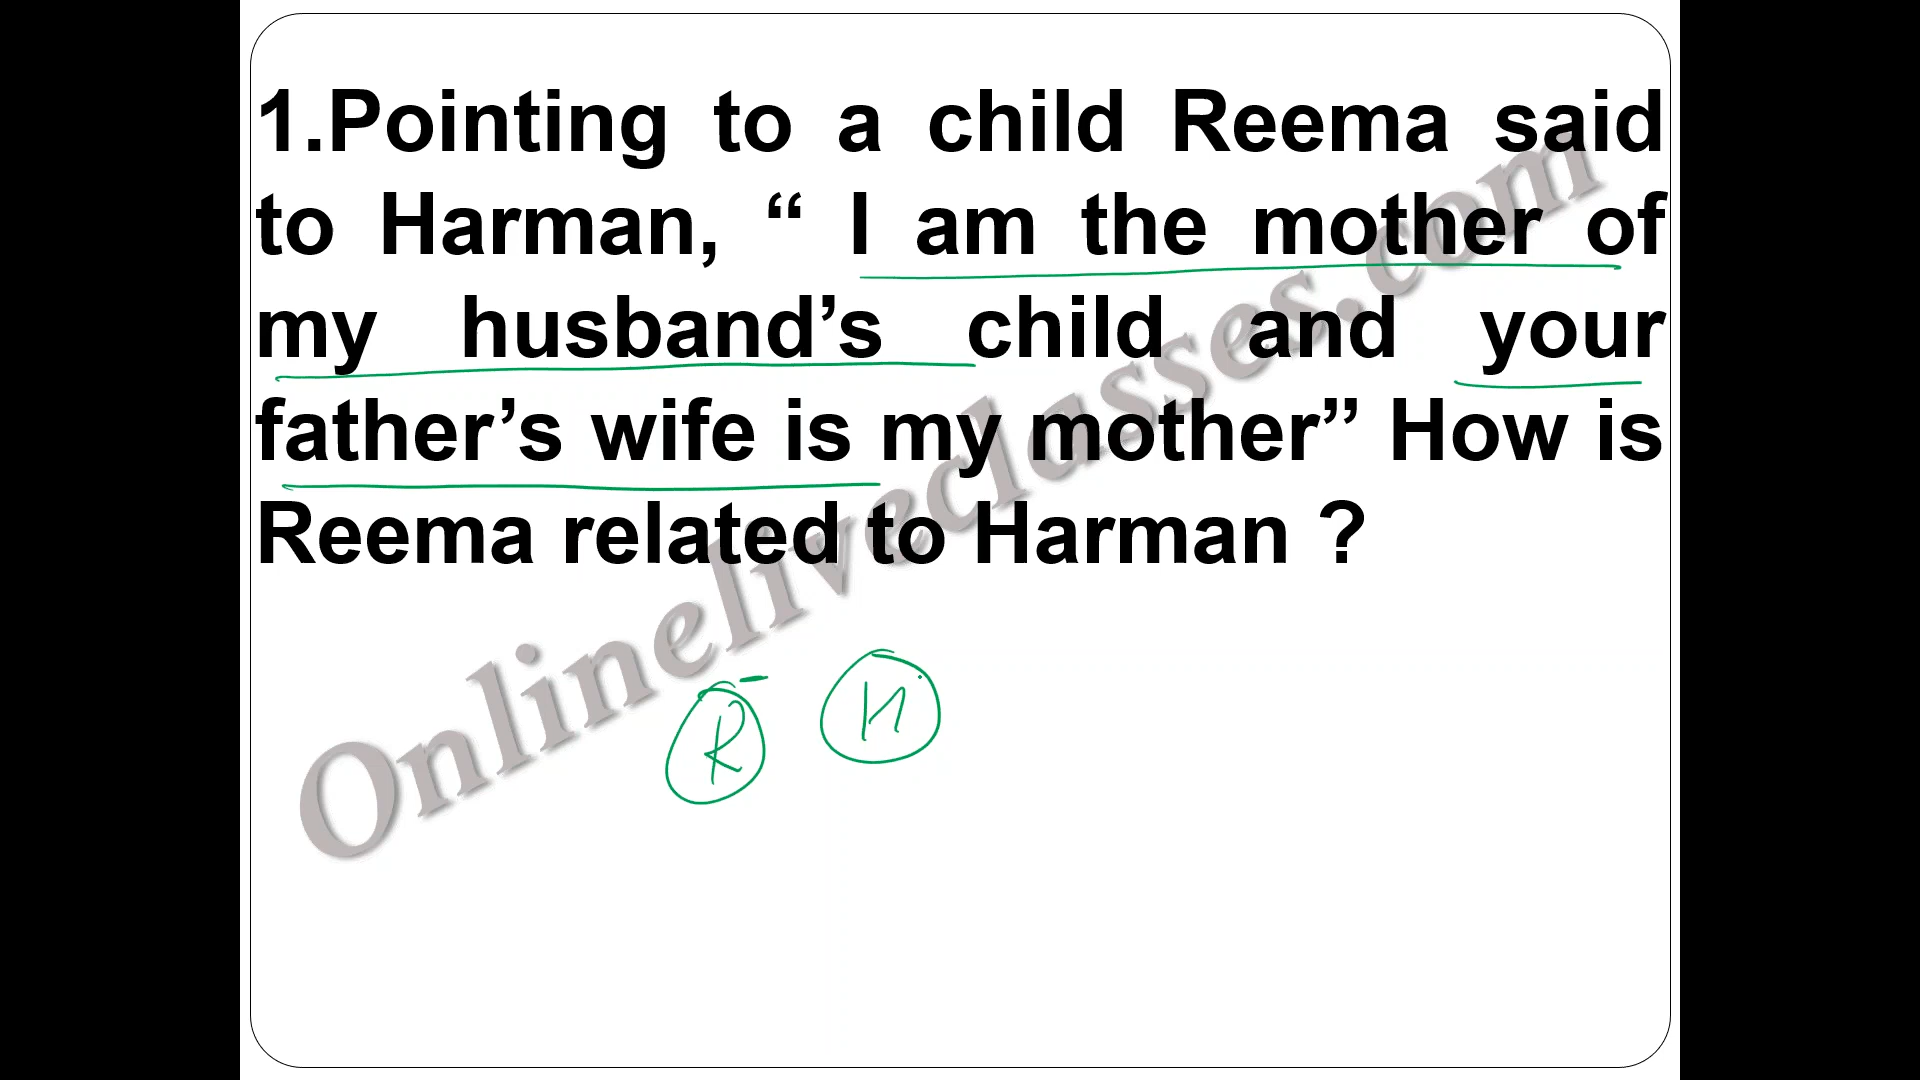 1.Pointing to a child Reema said
to Harman, “ I am the mother of
my husband’s child and your
father’s wife is my mother” How is
Reema related to Harman ?
Onlineliveclasses.com
R
H